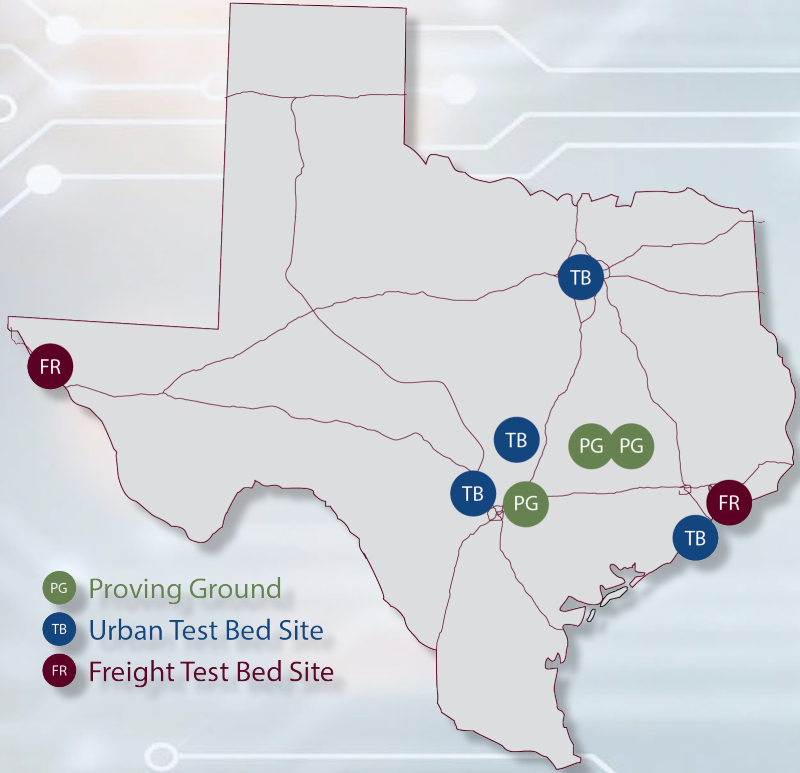 TB
FR
TB
PG
PG
TB
PG
FR
TB
PG Proving Ground
TB Urban Test Bed Site
FR Freight Test Bed Site